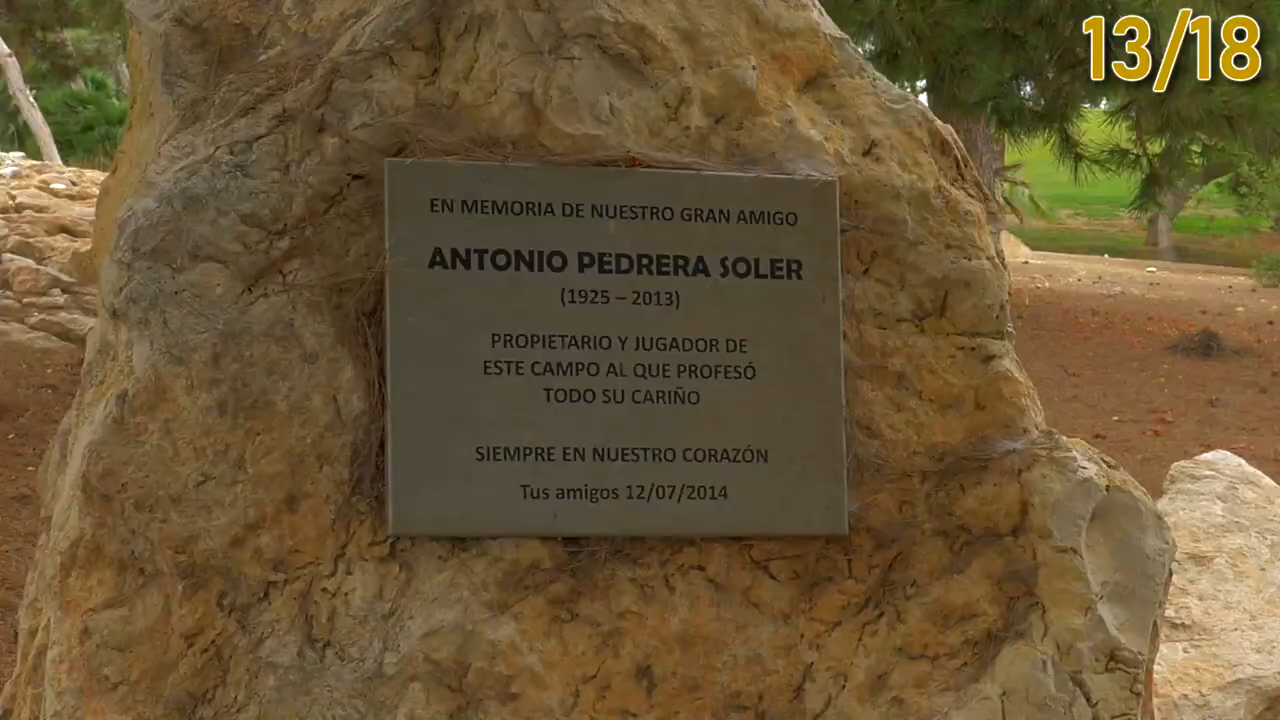 13/18
EN MEMORIA DE NUESTRO GRAN AMIGO
ANTONIO PEDRERA SOLER
(1925 – 2013)
PROPIETARIO Y JUGADOR DE
ESTE CAMPO AL QUE PROFESÓ
TODO SU CARIÑO
SIEMPRE EN NUESTRO CORAZÓN
Tus amigos 12/07/2014